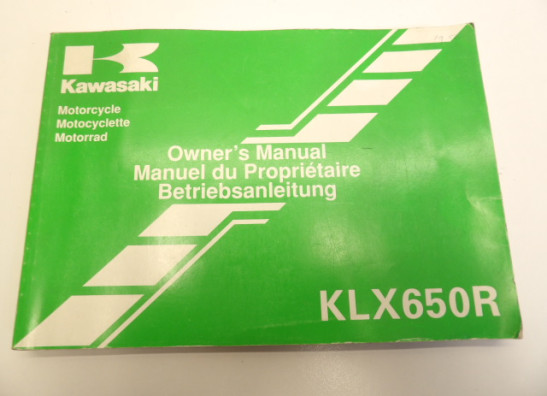 Kawasaki
Motorcycle
Motocyclette
Motorrad
Owner's Manual
Manuel du Propriétaire
Betriebsanleitung
KLX650R